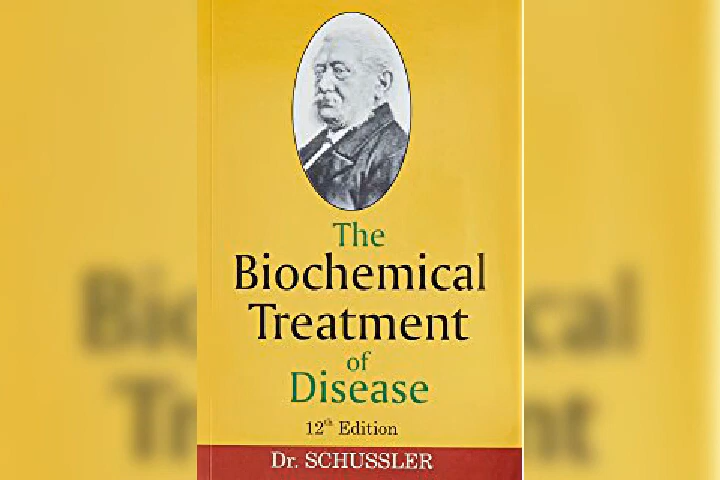 The
Biochemical
Treatment
of
Disease
12th Edition
Dr. SCHUSSLER